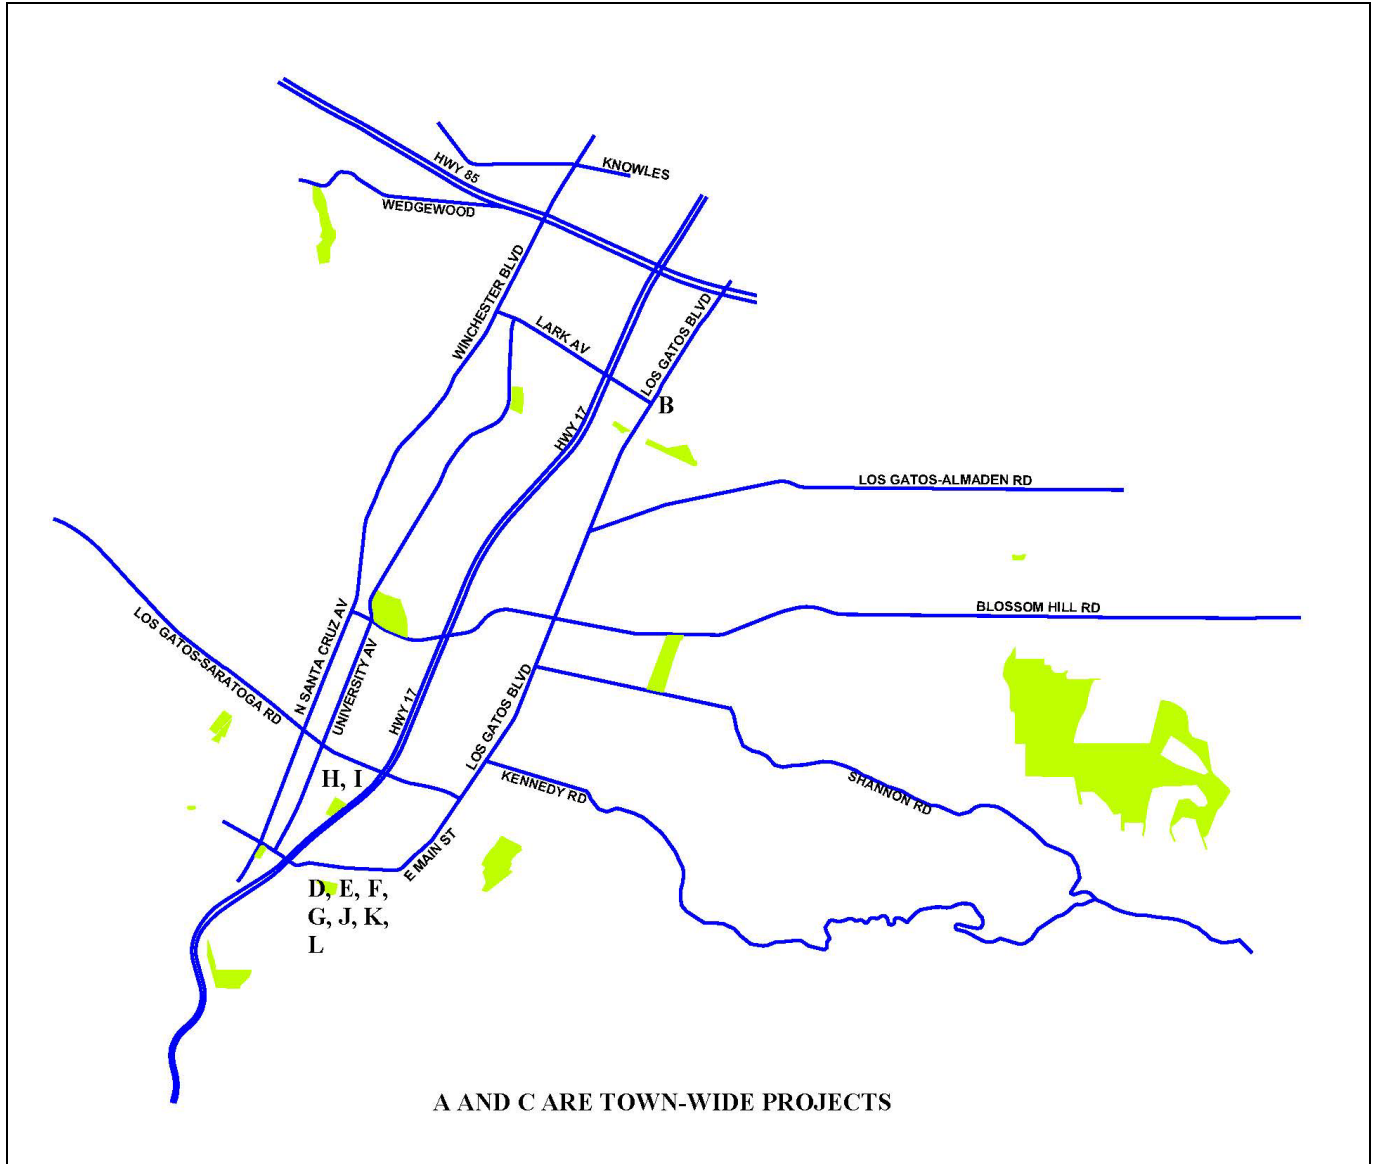 KNOWLES
HWY 85
WEDGEWOOD
WINCHESTER BLVD
LARK AV
LOS GATOS BLVD
B
HWY 17
LOS GATOS-ALMADEN RD
BLOSSOM HILL RD
LOS GATOS-SARATOGA RD
N SANTA CRUZ AV
UNIVERSITY AV
HWY 17
LOS GATOS BLVD
H, I
KENNEDY RD
SHANNON RD
E MAIN ST
D, E, F,
G, J, K,
L
A AND C ARE TOWN-WIDE PROJECTS